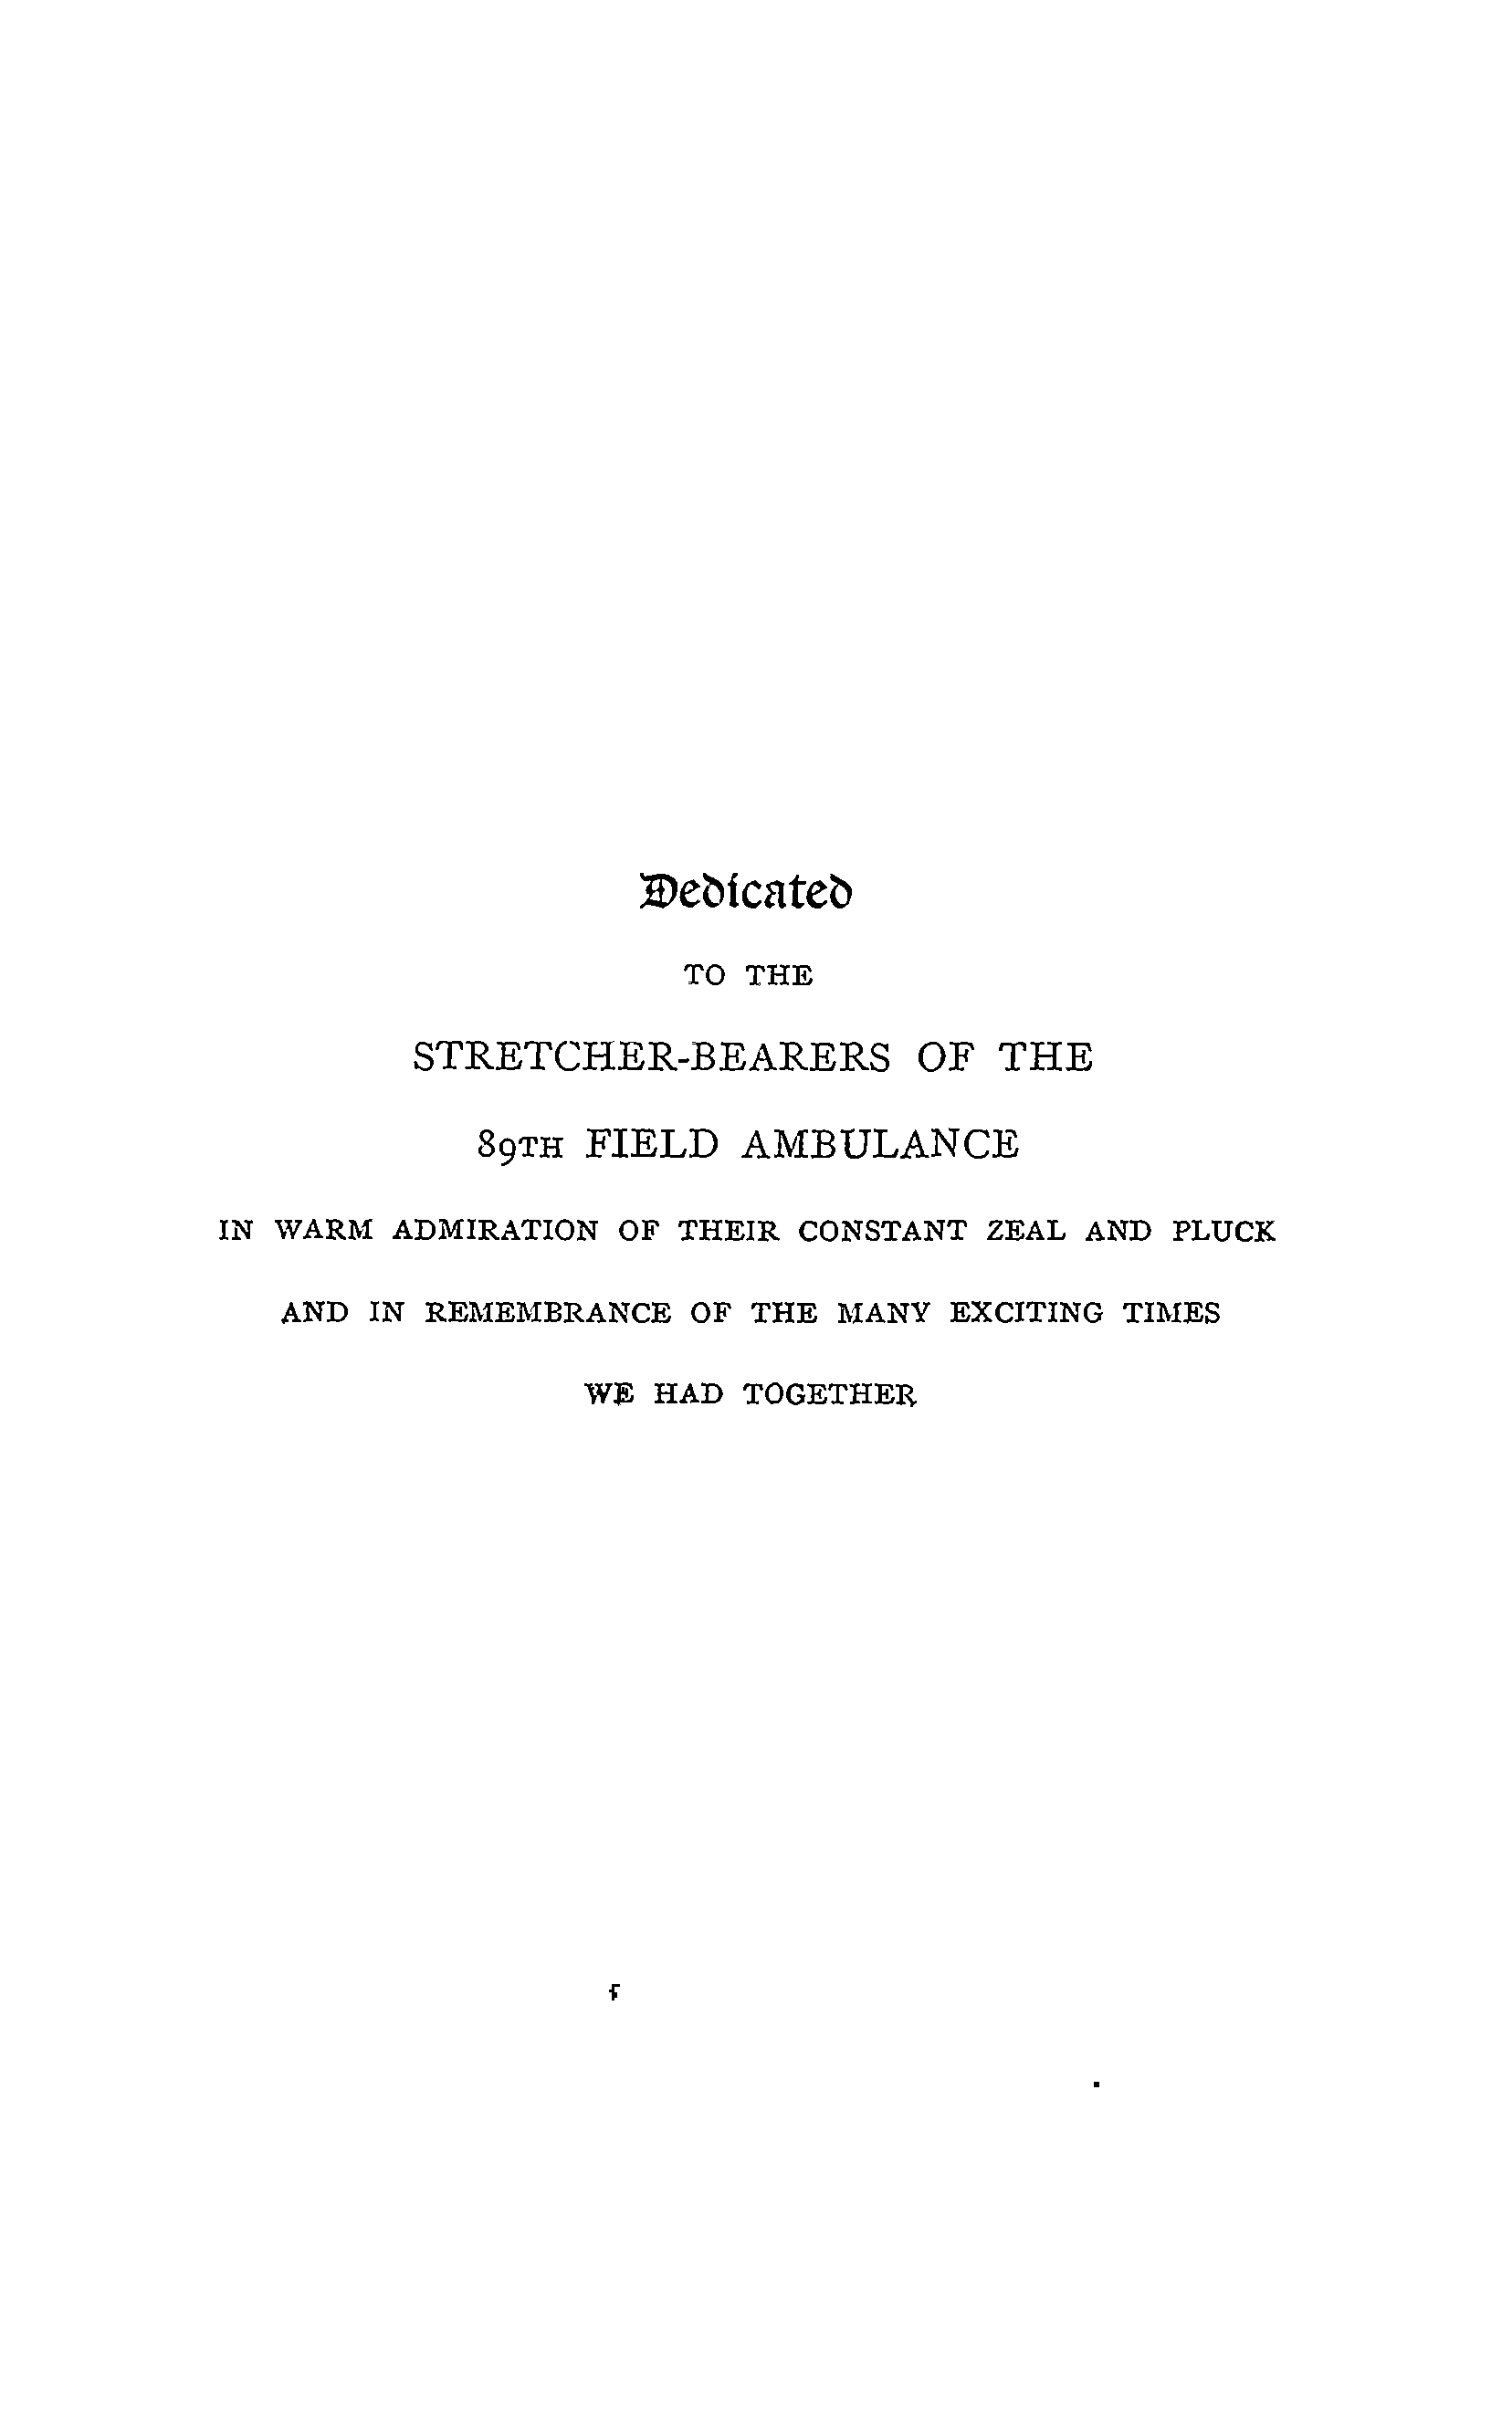 Dedicated
TO THE
STRETCHER-BEARERS OF THE
89TH FIELD AMBULANCE
IN WARM ADMIRATION OF THEIR CONSTANT ZEAL AND PLUCK
AND IN REMEMBRANCE OF THE MANY EXCITING TIMES
WE HAD TOGETHER